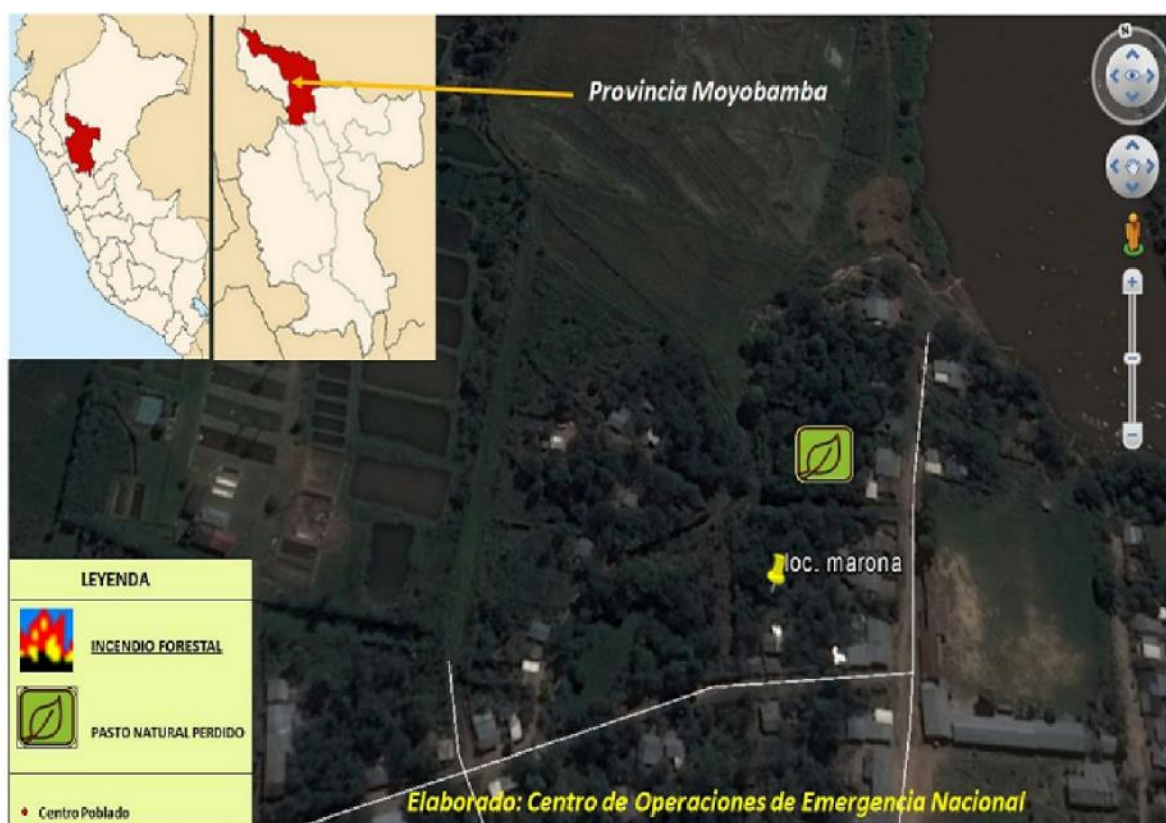 Provincia Moyobamba
N
loc. marona
LEYENDA
INCENDIO FORESTAL
PASTO NATURAL PERDIDO
Centro Poblado
Elaborado: Centro de Operaciones de Emergencia Nacional